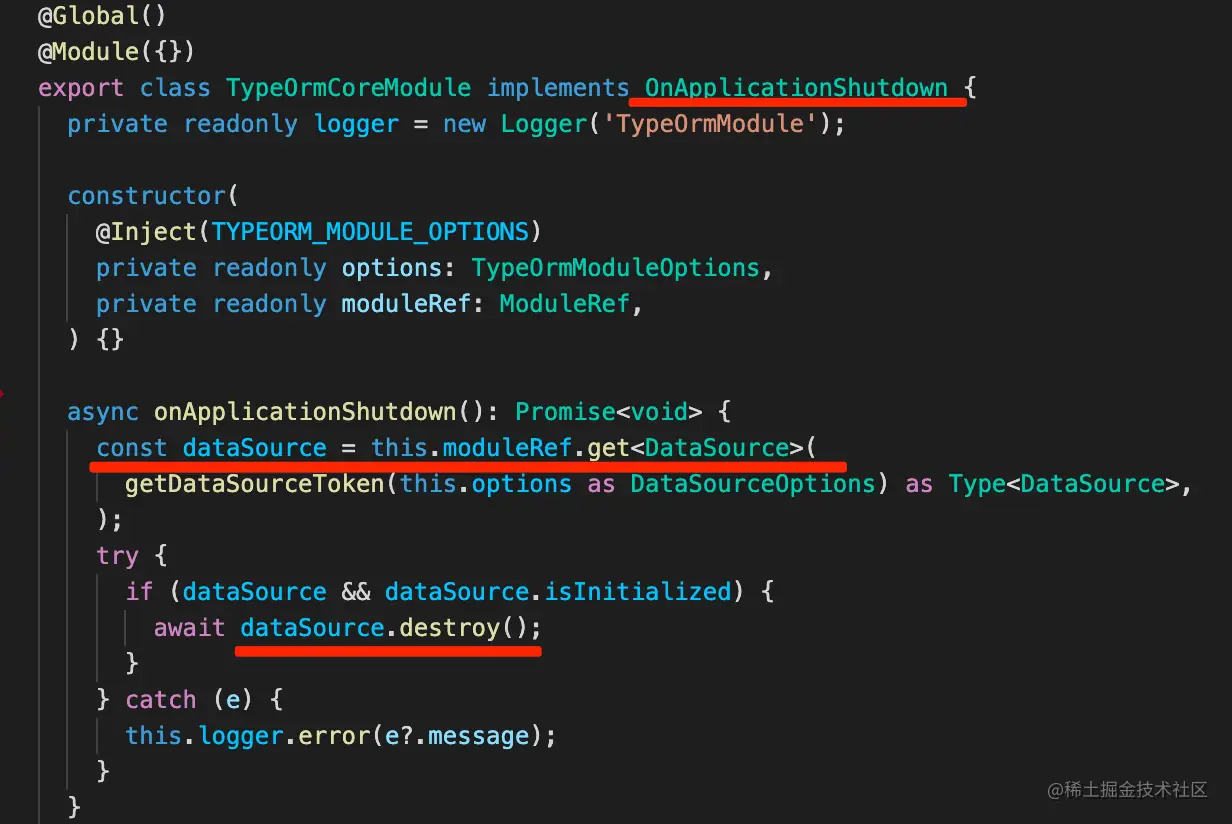 @Global()
@Module({})
export class TypeOrmCoreModule implements OnApplicationShutdown {
  private readonly logger = new Logger('TypeOrmModule');
  constructor(
    @Inject(TYPEORM_MODULE_OPTIONS)
    private readonly options: TypeOrmModuleOptions,
    private readonly moduleRef: ModuleRef,
  ) {}
  async onApplicationShutdown(): Promise<void> {
    const dataSource = this.moduleRef.get<DataSource>(
      getDataSourceToken(this.options as DataSourceOptions) as Type<DataSource>,
    );
    try {
      if (dataSource && dataSource.isInitialized) {
        await dataSource.destroy();
      }
    } catch (e) {
      this.logger.error(e?.message);
    }
  }
@稀土掘金技术社区